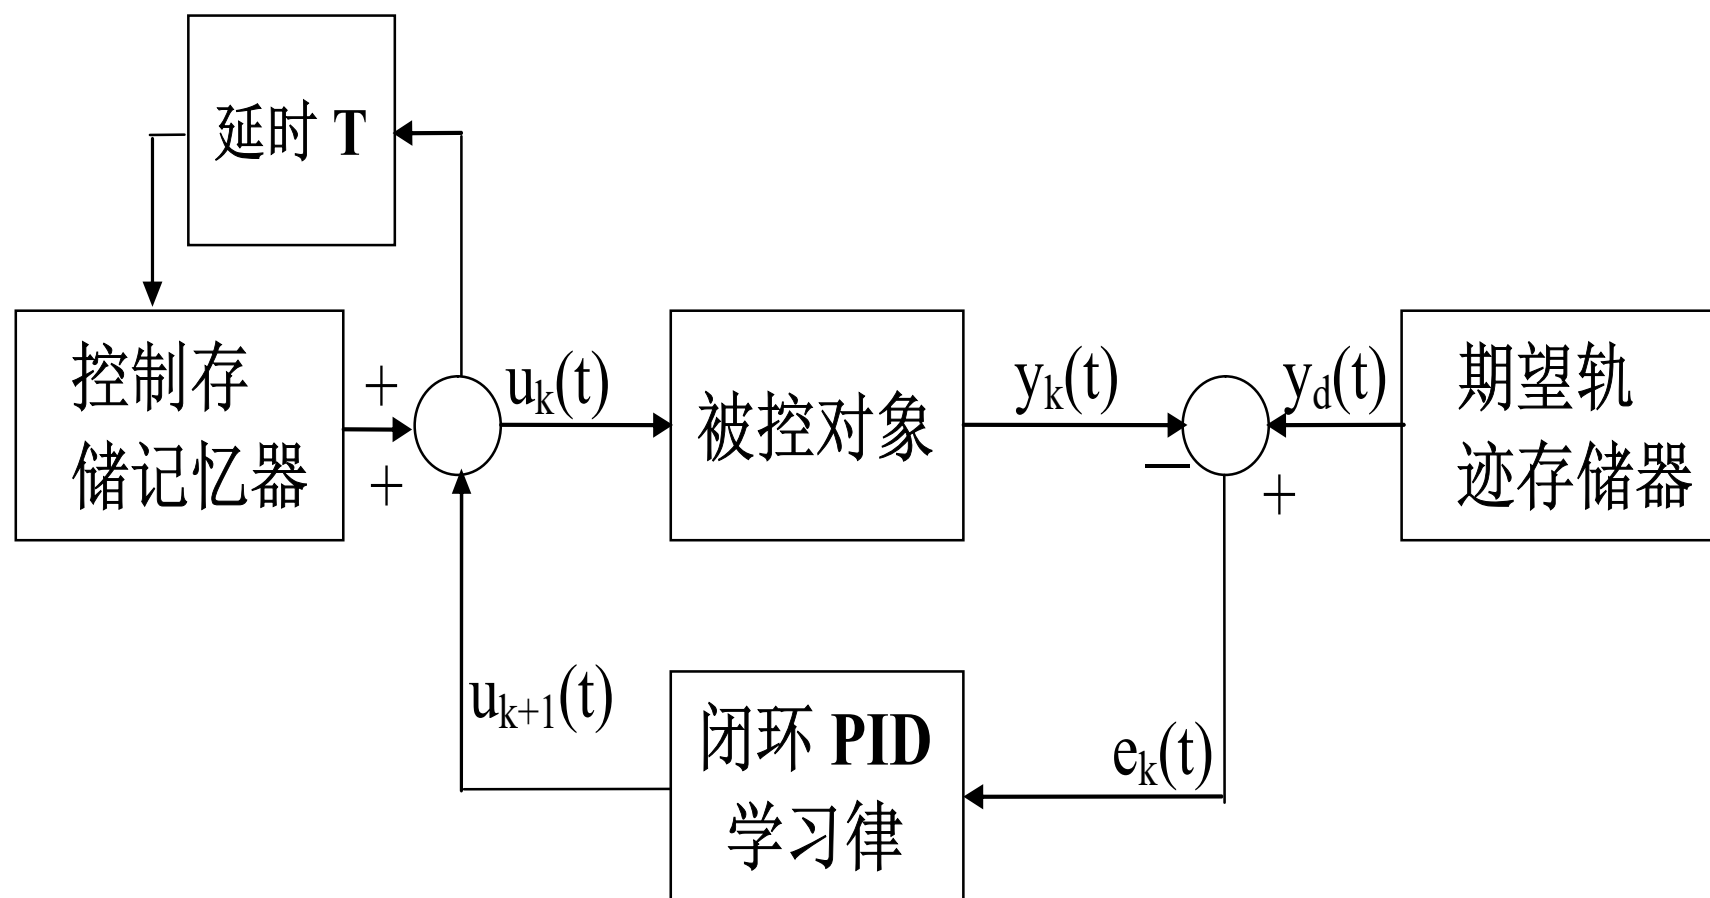 延时 T
控制存
储记忆器
+
+
uk(t)
被控对象
yk(t)
−
yd(t)
+
期望轨
迹存储器
uk+1(t)
闭环 PID
学习律
ek(t)